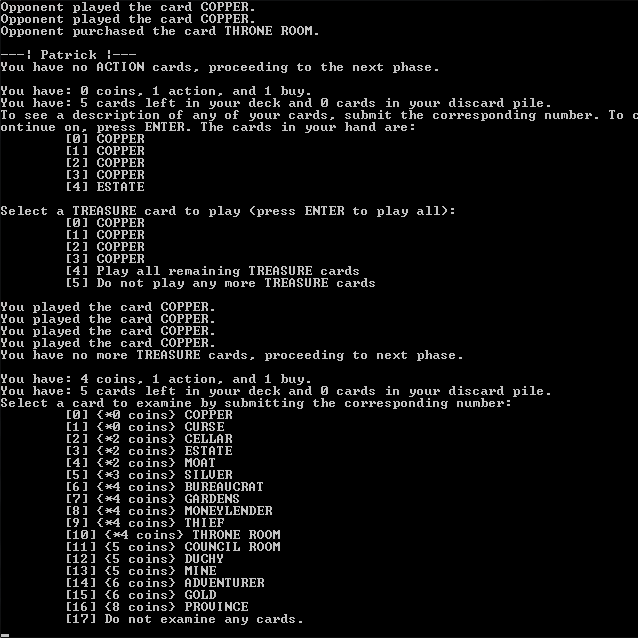 Opponent played the card COPPER.
Opponent played the card COPPER.
Opponent purchased the card THRONE ROOM.
---¦ Patrick ¦---
You have no ACTION cards, proceeding to the next phase.
You have: 0 coins, 1 action, and 1 buy.
You have: 5 cards left in your deck and 0 cards in your discard pile.
To see a description of any of your cards, submit the corresponding number. To c
ontinue on, press ENTER. The cards in your hand are:
[0] COPPER
[1] COPPER
[2] COPPER
[3] COPPER
[4] ESTATE
Select a TREASURE card to play (press ENTER to play all):
[0] COPPER
[1] COPPER
[2] COPPER
[3] COPPER
[4] Play all remaining TREASURE cards
[5] Do not play any more TREASURE cards
You played the card COPPER.
You played the card COPPER.
You played the card COPPER.
You played the card COPPER.
You have no more TREASURE cards, proceeding to next phase.
You have: 4 coins, 1 action, and 1 buy.
You have: 5 cards left in your deck and 0 cards in your discard pile.
Select a card to examine by submitting the corresponding number:
[0] {*0 coins} COPPER
[1] {*0 coins} CURSE
[2] {*2 coins} CELLAR
[3] {*2 coins} ESTATE
[4] {*2 coins} MOAT
[5] {*3 coins} SILVER
[6] {*4 coins} BUREAUCRAT
[7] {*4 coins} GARDENS
[8] {*4 coins} MONEYLENDER
[9] {*4 coins} THIEF
[10] {*4 coins} THRONE ROOM
[11] {5 coins} COUNCIL ROOM
[12] {5 coins} DUCHY
[13] {5 coins} MINE
[14] {6 coins} ADVENTURER
[15] {6 coins} GOLD
[16] {8 coins} PROVINCE
[17] Do not examine any cards.